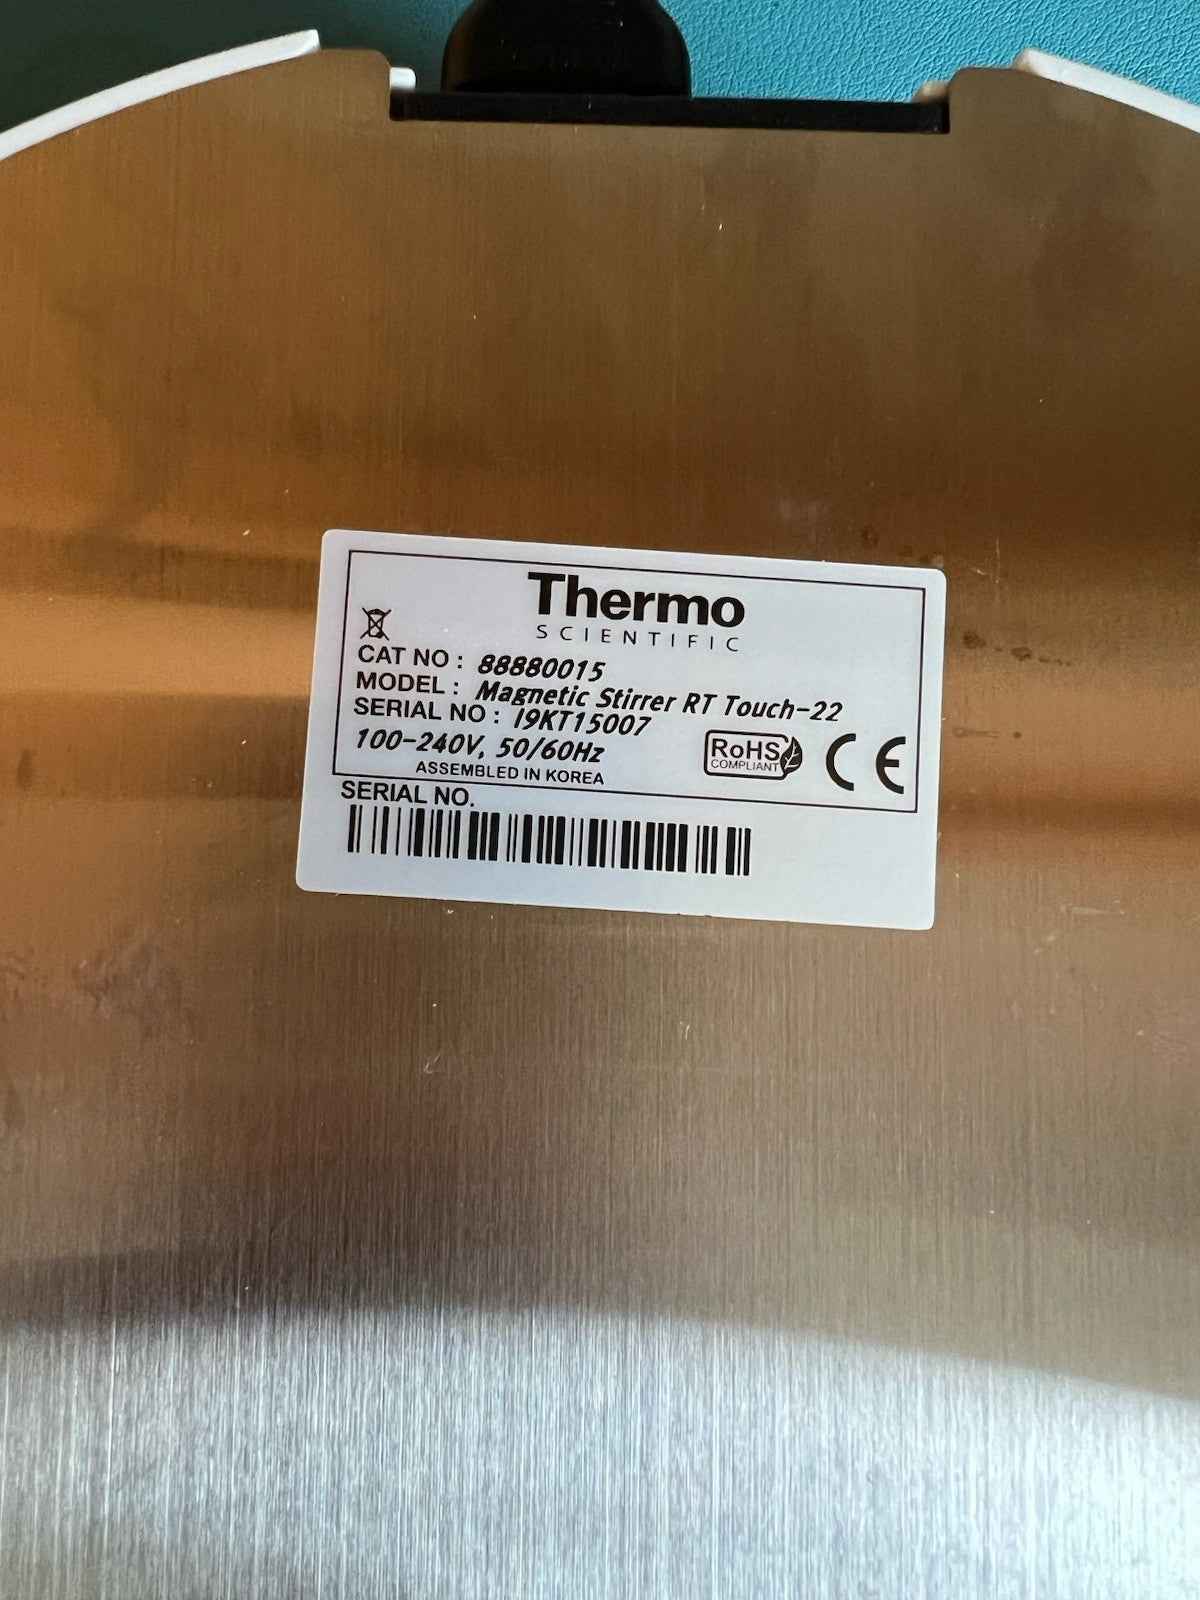 Thermo
SCIENTIFIC
CAT NO : 88880015
MODEL : Magnetic Stirrer RT Touch-22
SERIAL NO : I9KT15007
100-240V, 50/60Hz
ASSEMBLED IN KOREA
RoHS
COMPLIANT
CE
SERIAL NO.